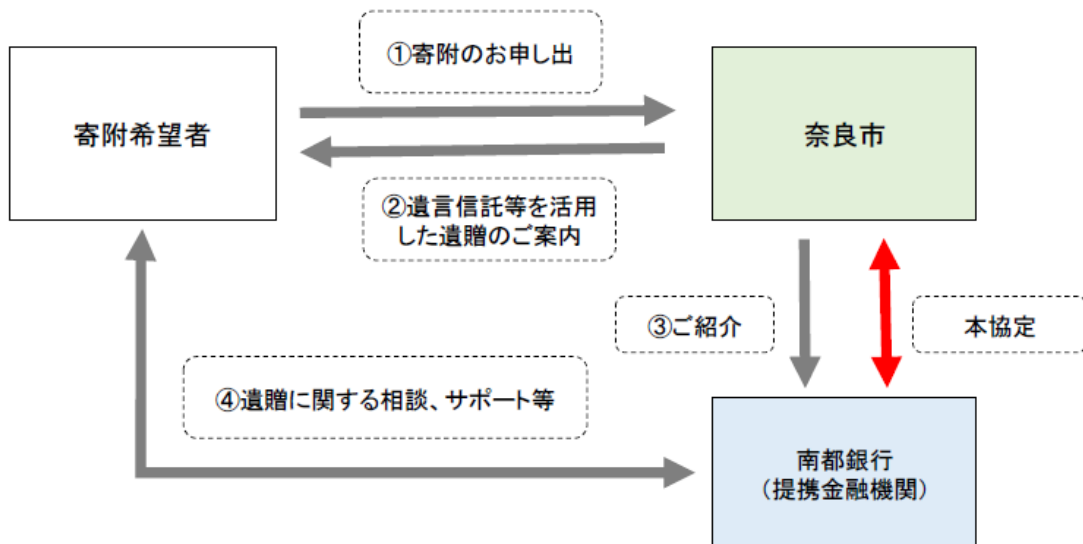 ①寄附のお申し出
寄附希望者
奈良市
②遺言信託等を活用
した遺贈のご案内
③ご紹介
本協定
④遺贈に関する相談、サポート等
南都銀行
（提携金融機関）